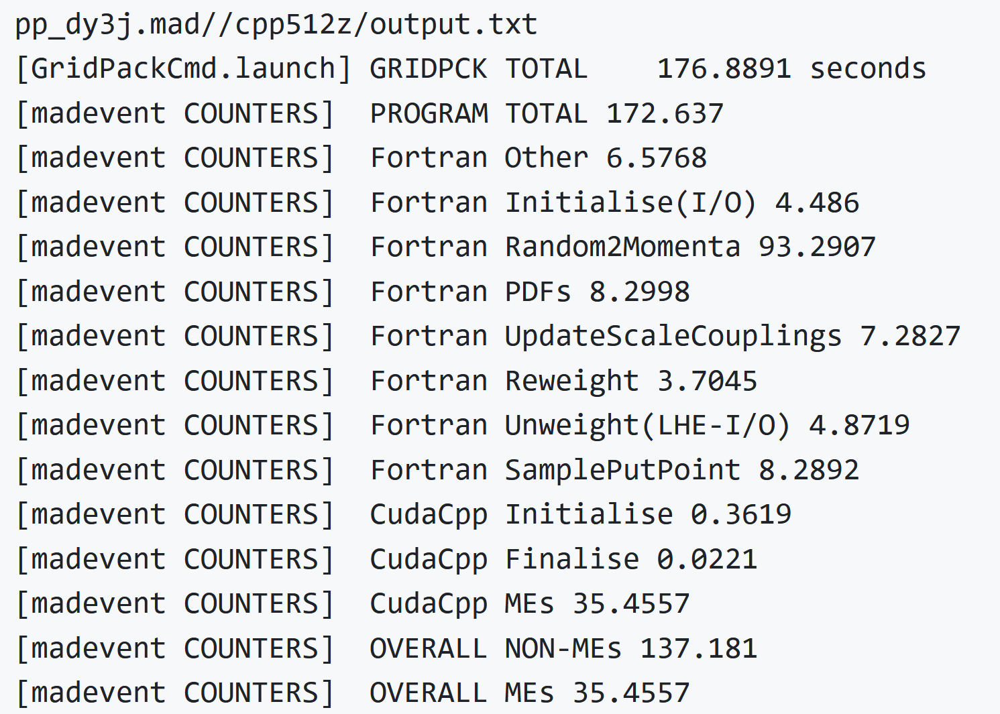 pp_dy3j.mad//cpp512z/output.txt
[GridPackCmd.launch] GRIDPCK TOTAL    176.8891 seconds
[madevent COUNTERS]  PROGRAM TOTAL 172.637
[madevent COUNTERS]  Fortran Other 6.5768
[madevent COUNTERS]  Fortran Initialise(I/O) 4.486
[madevent COUNTERS]  Fortran Random2Momenta 93.2907
[madevent COUNTERS]  Fortran PDFs 8.2998
[madevent COUNTERS]  Fortran UpdateScaleCouplings 7.2827
[madevent COUNTERS]  Fortran Reweight 3.7045
[madevent COUNTERS]  Fortran Unweight(LHE-I/O) 4.8719
[madevent COUNTERS]  Fortran SamplePutPoint 8.2892
[madevent COUNTERS]  CudaCpp Initialise 0.3619
[madevent COUNTERS]  CudaCpp Finalise 0.0221
[madevent COUNTERS]  CudaCpp MEs 35.4557
[madevent COUNTERS]  OVERALL NON-MEs 137.181
[madevent COUNTERS]  OVERALL MEs 35.4557